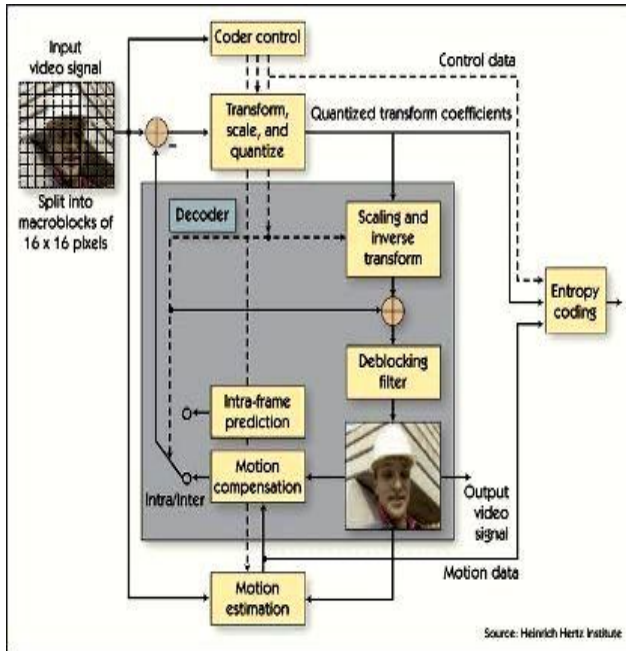 Input
video signal
Split into
macroblocks of
16 x 16 pixels
Coder control
Control data
Transform,
scale, and
quantize
Quantized transform coefficients
Decoder
Scaling and
inverse
transform
Entropy
coding
Deblocking
filter
Intra-frame
prediction
Motion
compensation
Intra/Inter
Output
video
signal
Motion data
Motion
estimation
Source: Heinrich Hertz Institute